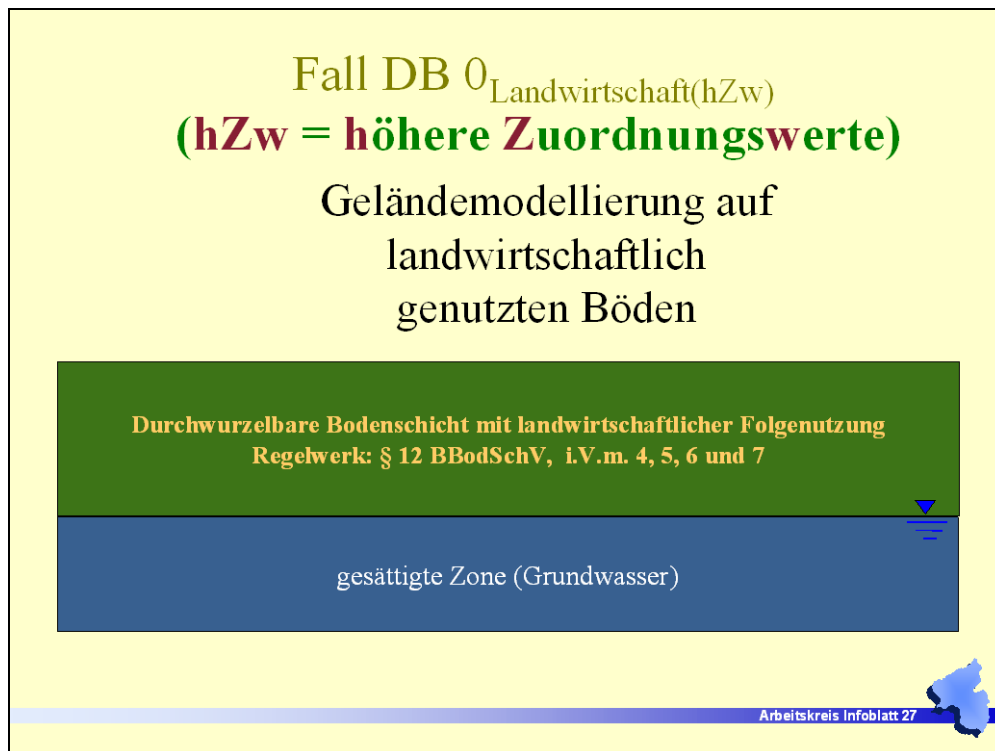 Fall DB 0Landwirtschaft(hZw)
(hZw = höhere Zuordnungswerte)
Geländemodellierung auf
landwirtschaftlich
genutzten Böden
Durchwurzelbare Bodenschicht mit landwirtschaftlicher Folgenutzung
Regelwerk: § 12 BBodSchV, i.V.m. 4, 5, 6 und 7
gesättigte Zone (Grundwasser)
Arbeitskreis Infoblatt 27